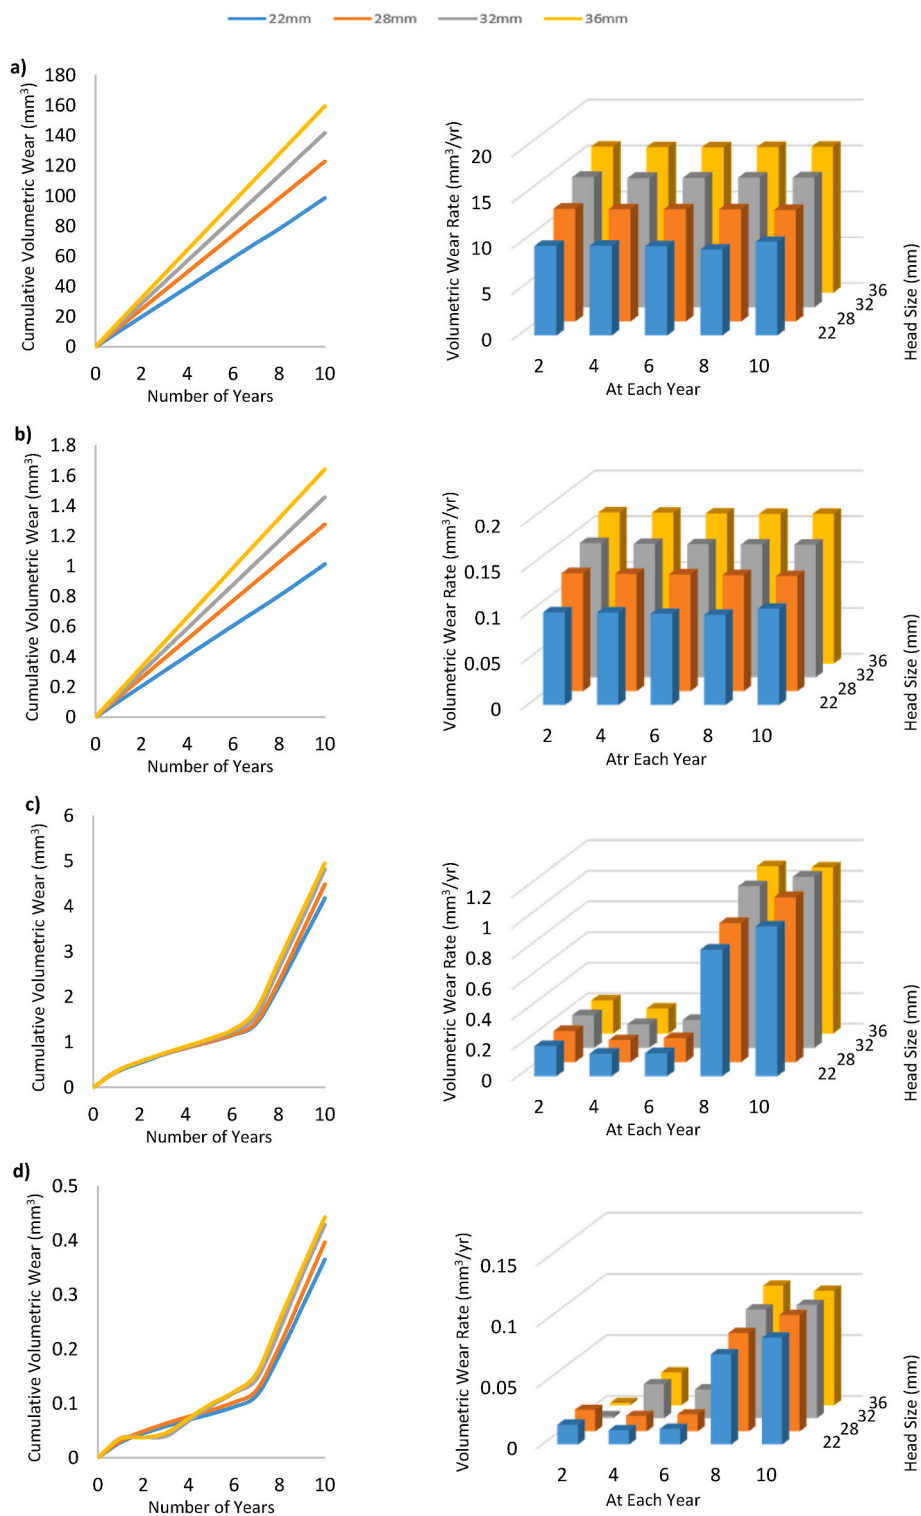 22mm 28mm 32mm 36mm
a)
Cumulative Volumetric Wear (mm³)
180
160
140
120
100
80
60
40
20
0
0 2 4 6 8 10
Number of Years
Volumetric Wear Rate (mm³/yr)
20
15
10
5
0
2 4 6 8 10
At Each Year
22 28 32 36
Head Size (mm)
b)
Cumulative Volumetric Wear (mm³)
1.8
1.6
1.4
1.2
1
0.8
0.6
0.4
0.2
0
0 2 4 6 8 10
Number of Years
Volumetric Wear Rate (mm³/yr)
0.2
0.15
0.1
0.05
0
2 4 6 8 10
Atr Each Year
22 28 32 36
Head Size (mm)
c)
Cumulative Volumetric Wear (mm³)
6
5
4
3
2
1
0
0 2 4 6 8 10
Number of Years
Volumetric Wear Rate (mm³/yr)
1.2
1
0.8
0.6
0.4
0.2
0
2 4 6 8 10
At Each Year
22 28 32 36
Head Size (mm)
d)
Cumulative Volumetric Wear (mm³)
0.5
0.4
0.3
0.2
0.1
0
0 2 4 6 8 10
Number of Years
Volumetric Wear Rate (mm³/yr)
0.15
0.1
0.05
0
2 4 6 8 10
At Each Year
22 28 32 36
Head Size (mm)